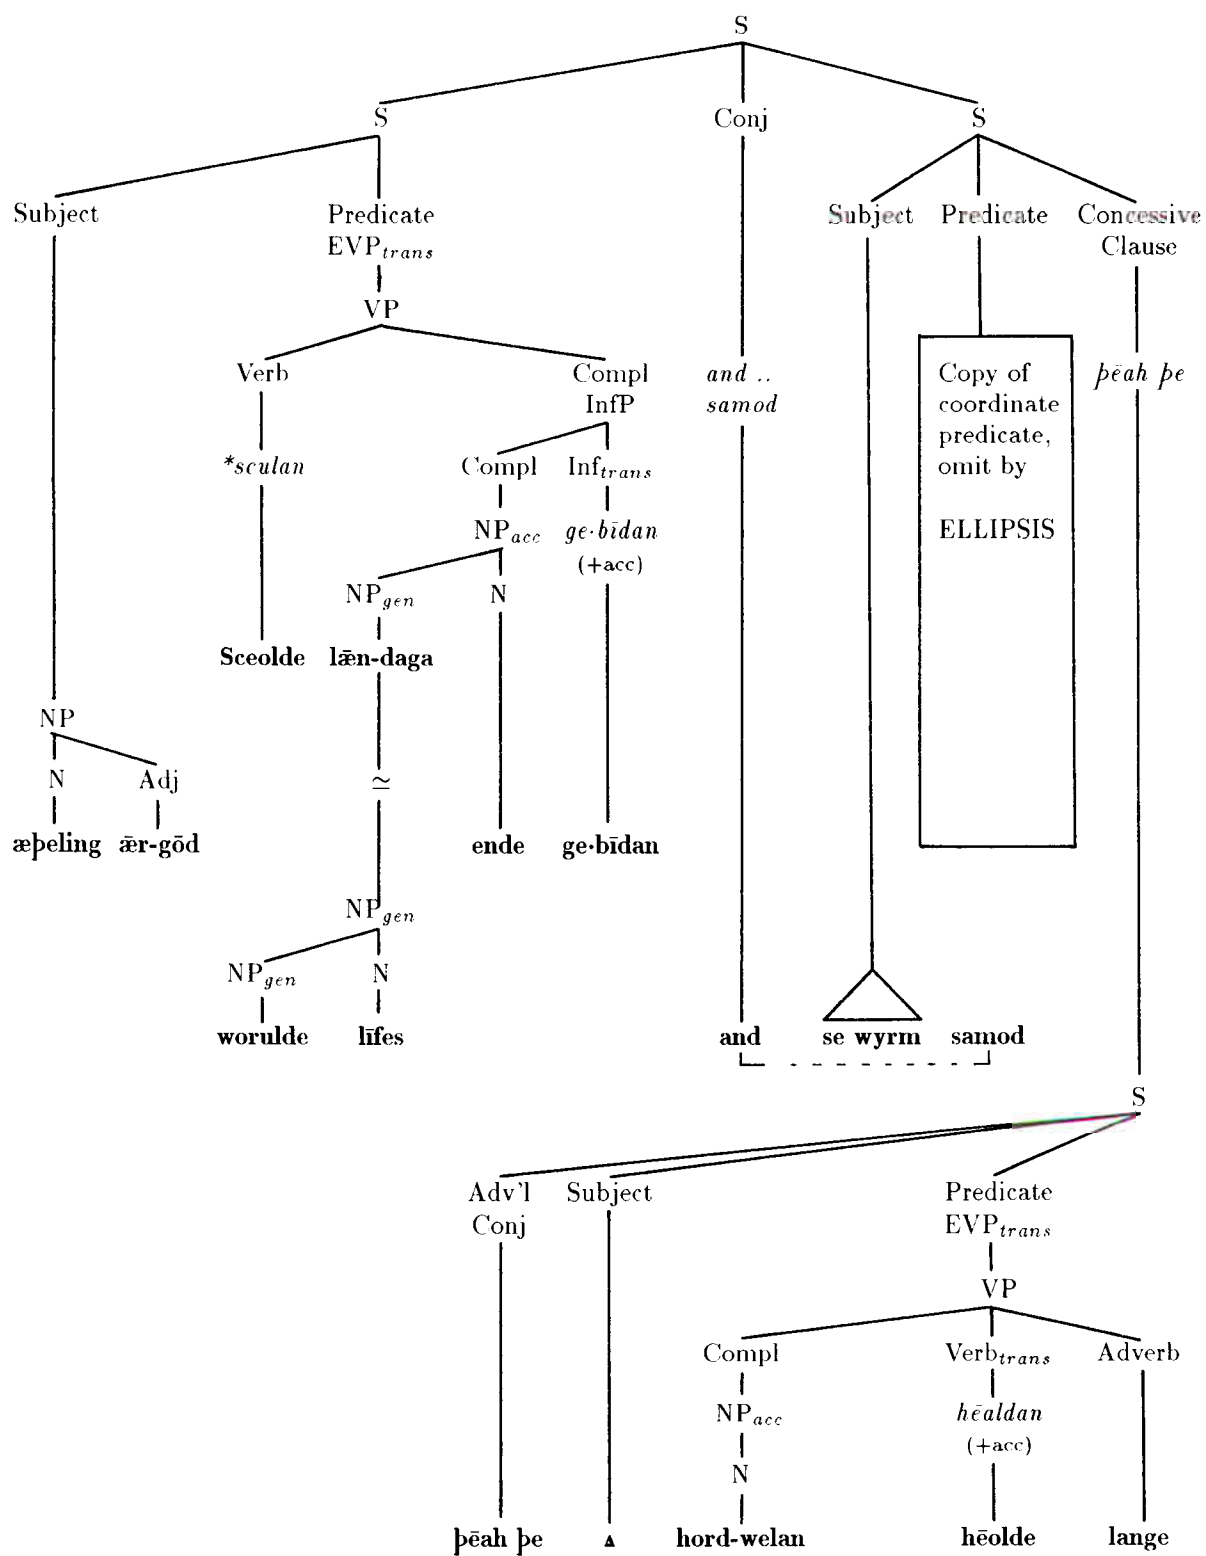 S
S Conj S
Subject Predicate Subject Predicate Concessive
EVPtrans Clause
VP
Verb Compl and .. Copy of þēah þe
InfP samod coordinate
predicate,
*sculan Compl Inftrans omit by
NPacc ge·bīdan ELLIPSIS
(+acc)
NPgen N
Sceolde lǣn-daga
NP
N Adj ≃
æþeling ǣr-gōd ende ge·bīdan
NPgen
NPgen N
worulde līfes and se wyrm samod
S
Adv'l Subject Predicate
Conj EVPtrans
VP
Compl Verbtrans Adverb
NPacc hēaldan
(+acc)
N
þēah þe ▵ hord-welan hēolde lange